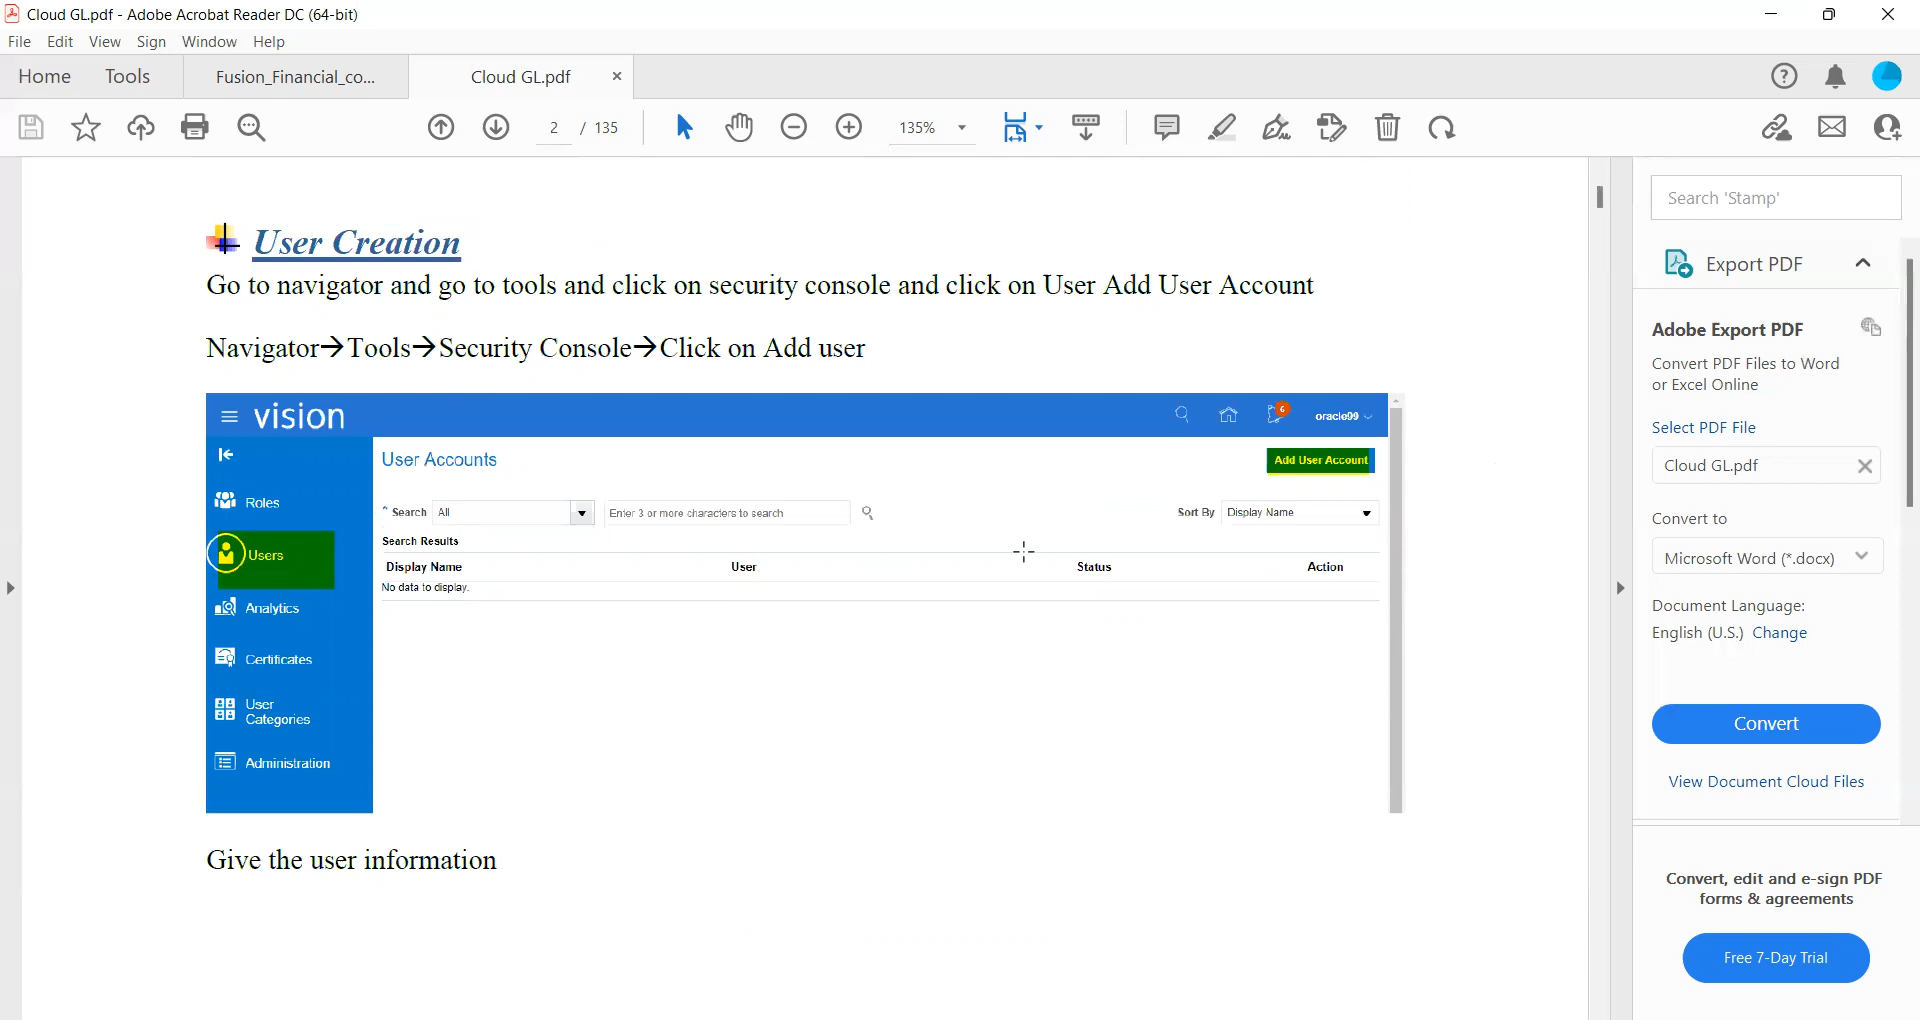 Cloud GL.pdf - Adobe Acrobat Reader DC (64-bit)
File Edit View Sign Window Help
Home Tools Fusion_Financial_co... Cloud GL.pdf
2 / 135 135%
Search 'Stamp'
User Creation
Go to navigator and go to tools and click on security console and click on User Add User Account
Navigator→Tools→Security Console→Click on Add user
vision 6 oracle99
User Accounts Add User Account
Roles
* Search All Enter 3 or more characters to search Sort By Display Name
Search Results
Users
Display Name User Status Action
No data to display.
Analytics
Certificates
User
Categories
Administration
Give the user information
Export PDF
Adobe Export PDF
Convert PDF Files to Word
or Excel Online
Select PDF File
Cloud GL.pdf
Convert to
Microsoft Word (*.docx)
Document Language:
English (U.S.) Change
Convert
View Document Cloud Files
Convert, edit and e-sign PDF
forms & agreements
Free 7-Day Trial